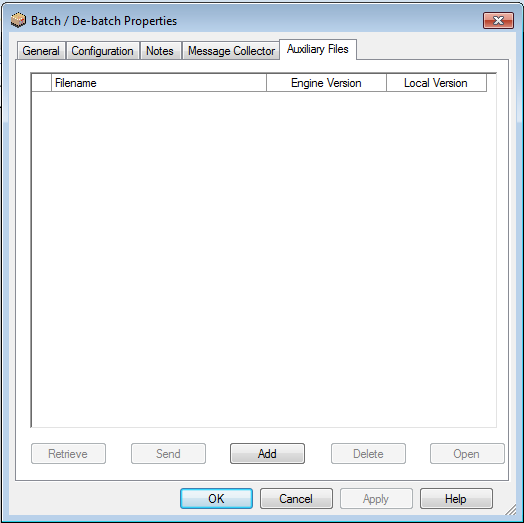 Batch / De-batch Properties
General Configuration Notes Message Collector Auxiliary Files
Filename Engine Version Local Version
Retrieve Send Add Delete Open
OK Cancel Apply Help